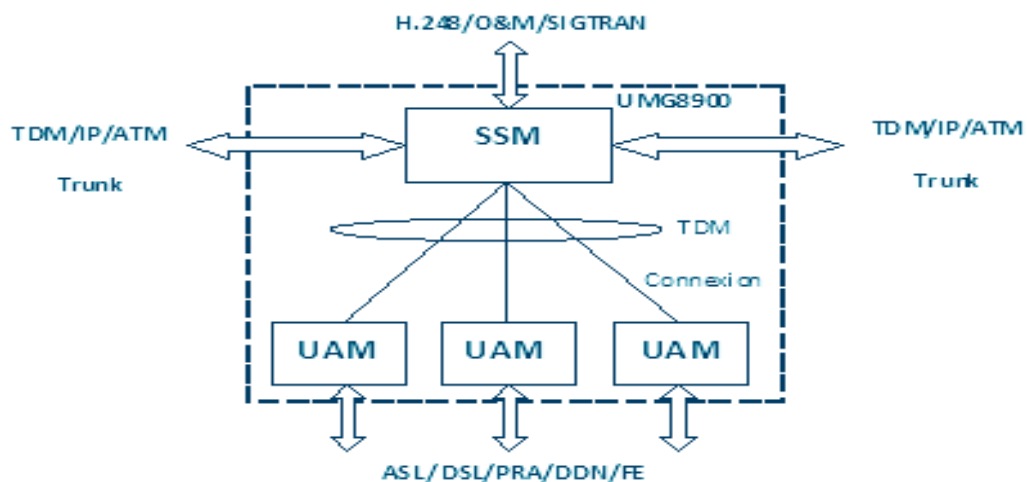 H.248/O&M/SIGTRAN
UMG8900
SSM
TDM/IP/ATM
Trunk
TDM/IP/ATM
Trunk
TDM
Connexion
UAM
UAM
UAM
ASL/DSL/PRA/DDN/FE